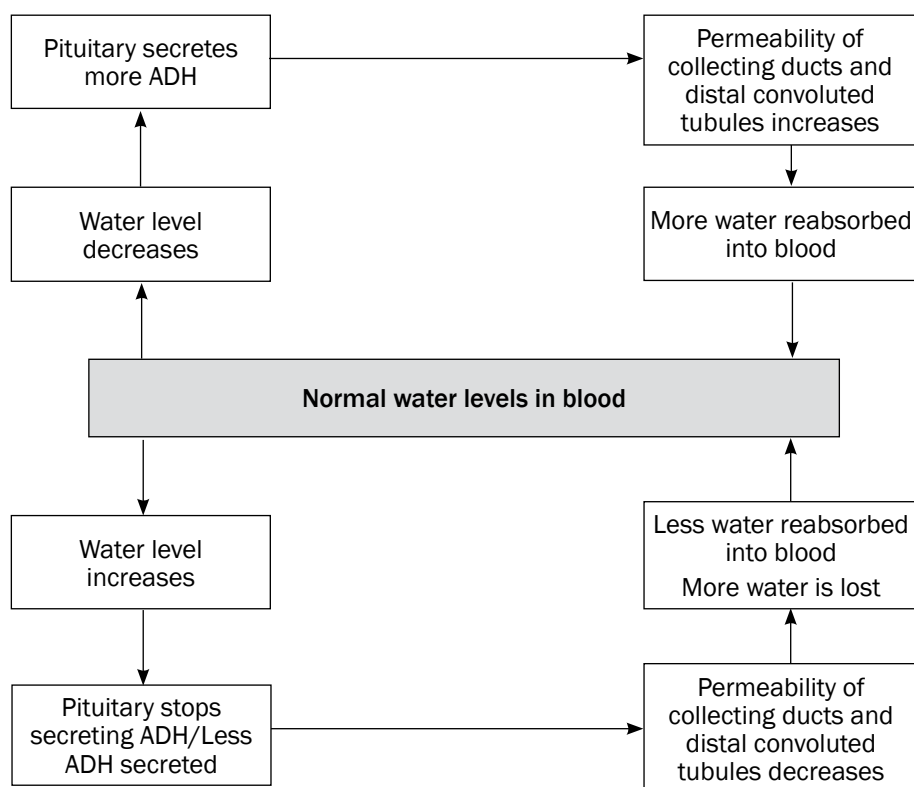 Pituitary secretes
more ADH
Permeability of
collecting ducts and
distal convoluted
tubules increases
Water level
decreases
More water reabsorbed
into blood
Normal water levels in blood
Water level
increases
Less water reabsorbed
into blood
More water is lost
Pituitary stops
secreting ADH/Less
ADH secreted
Permeability of
collecting ducts and
distal convoluted
tubules decreases